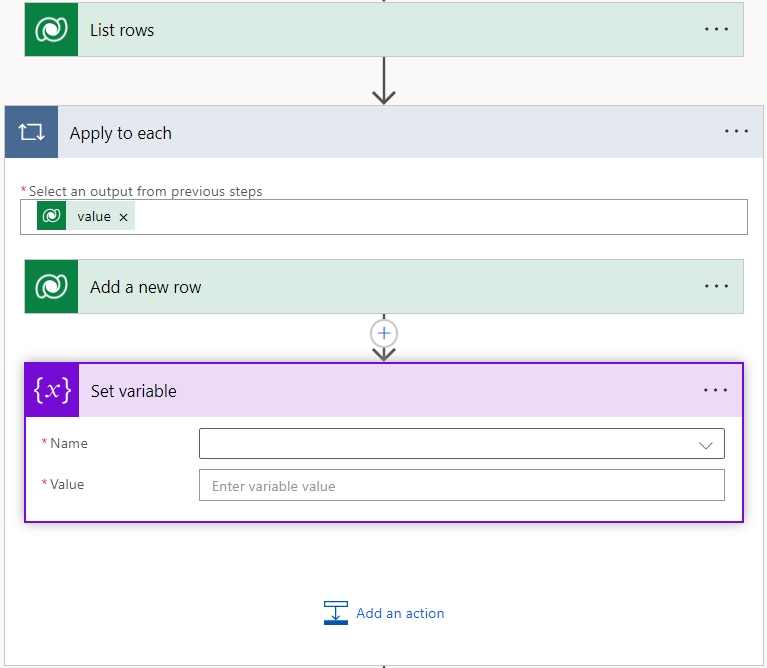 List rows
Apply to each
* Select an output from previous steps
value ×
Add a new row
{x} Set variable
* Name
* Value Enter variable value
Add an action